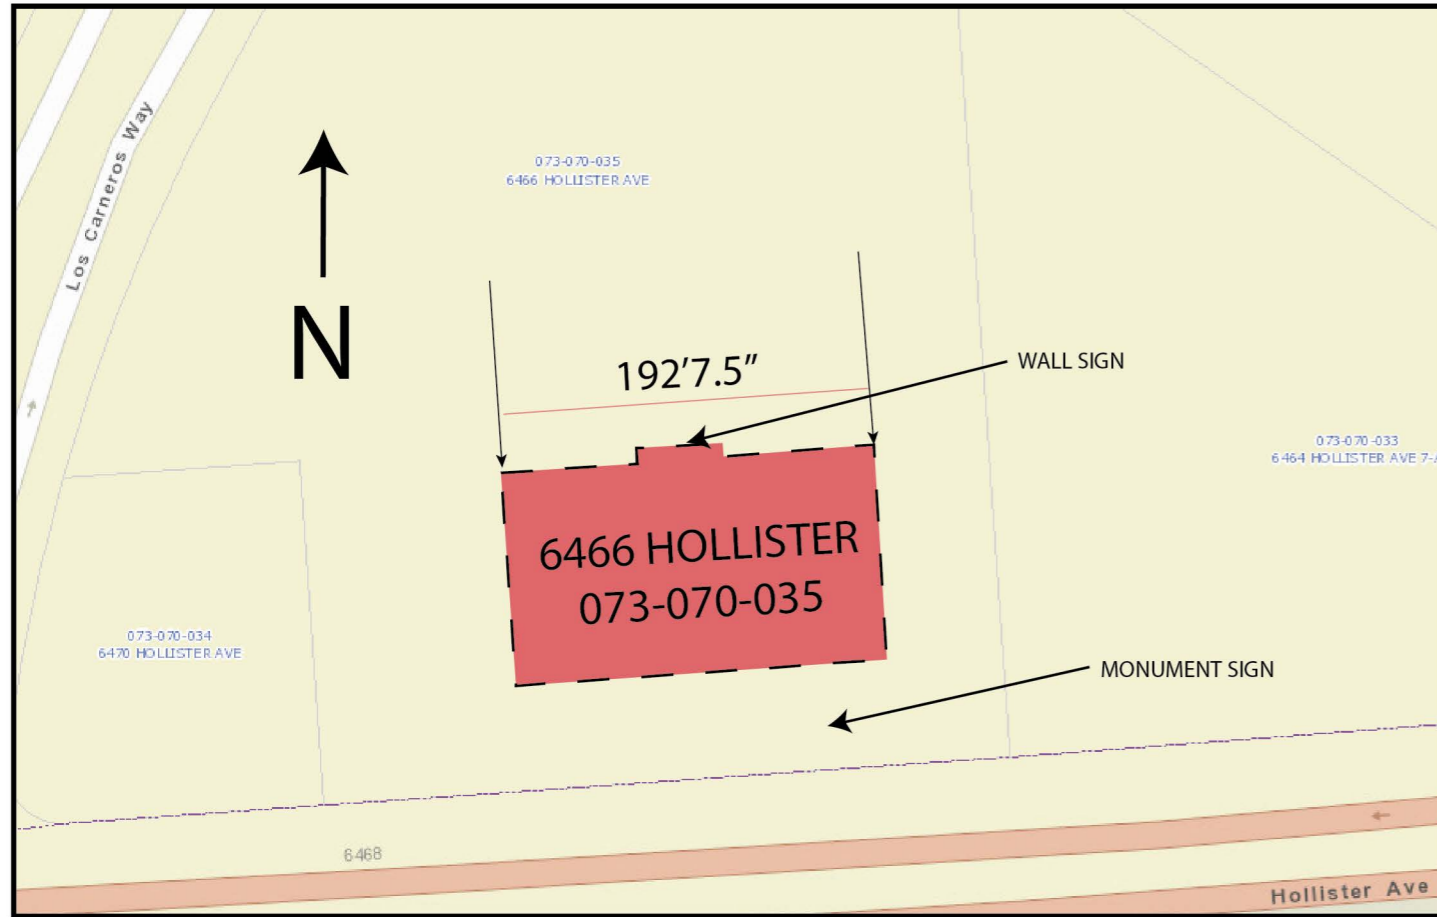 Los Carneros Way
073-070-035
6466 HOLLISTER AVE
N
192'7.5"
WALL SIGN
073-070-033
6464 HOLLISTER AVE 7-A
6466 HOLLISTER
073-070-035
073-070-034
6470 HOLLISTER AVE
MONUMENT SIGN
6468
Hollister Ave